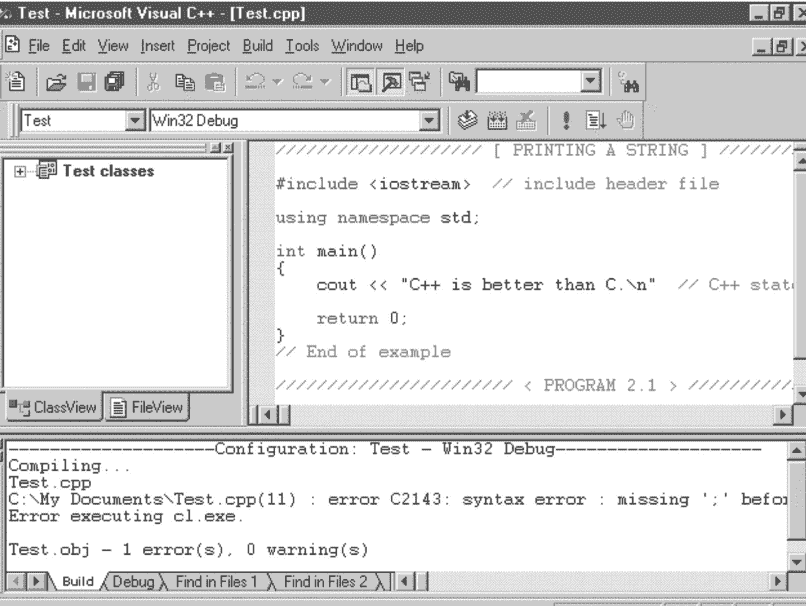 Test - Microsoft Visual C++ - [Test.cpp]
File Edit View Insert Project Build Tools Window Help
Test Win32 Debug
Test classes
//////////////////// [ PRINTING A STRING ] ///////
#include <iostream> // include header file
using namespace std;
int main()
{
cout << "C++ is better than C.\n" // C++ state
return 0;
}
// End of example
/////////////////////// < PROGRAM 2.1 > //////////
ClassView FileView
--------------------Configuration: Test - Win32 Debug--------------------
Compiling...
Test.cpp
C:\My Documents\Test.cpp(11) : error C2143: syntax error : missing ';' befor
Error executing cl.exe.
Test.obj - 1 error(s), 0 warning(s)
Build Debug Find in Files 1 Find in Files 2